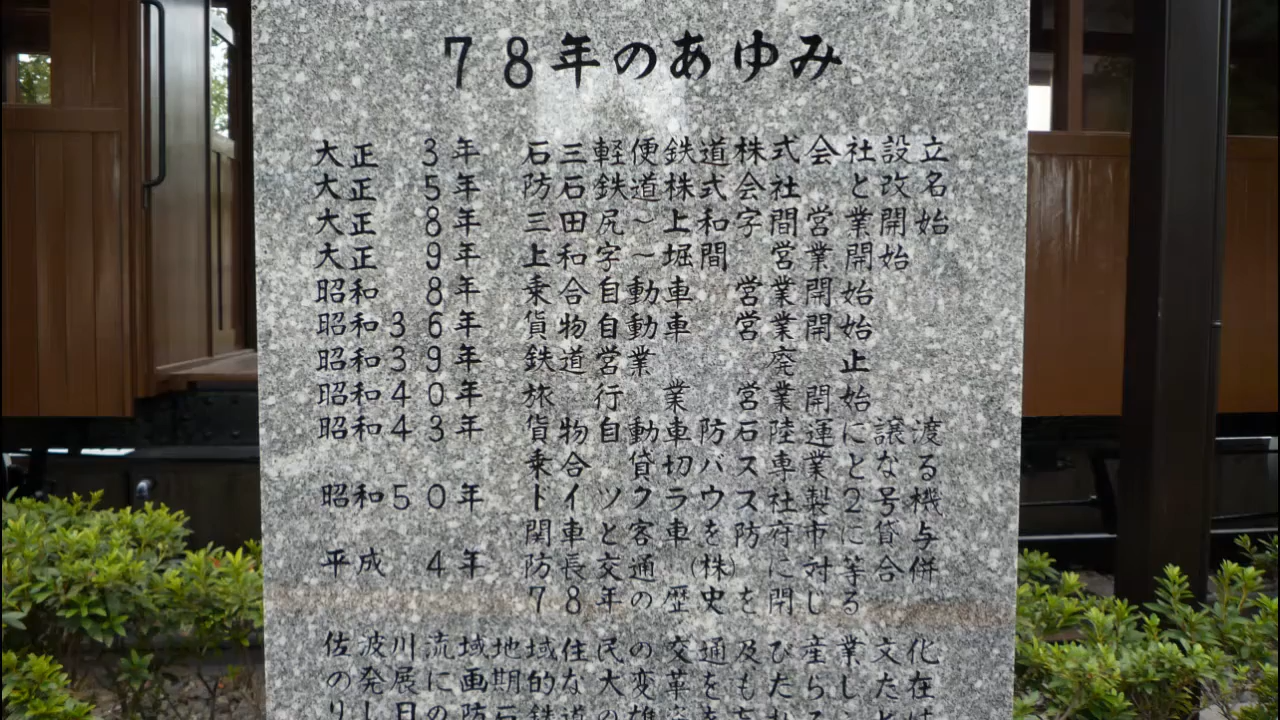 78年のあゆみ
大正 3年 石三軽便鉄道株式会社設立
大正 5年 防石鉄道株式会社と改名
大正 8年 三田尻～上和字間営業開始
大正 9年 上和字～堀間 営業開始
昭和 8年 乗合自動車 営業開始
昭和36年 貨物自動車 営業開始
昭和39年 鉄道営業 廃止
昭和40年 旅行業 営業開始
昭和43年 貨物自動車防石陸運に譲渡
乗合貸切バス車業となる
昭和50年 ドイツクラウス社製2号機
関車と客車を防府市に貸与
平成 4年 防長交通(株)に対等合併
78年の歴史を閉じる
佐波川流域地域住民の交通及び産業文化
の発展に画期的な大変革をもたらした在